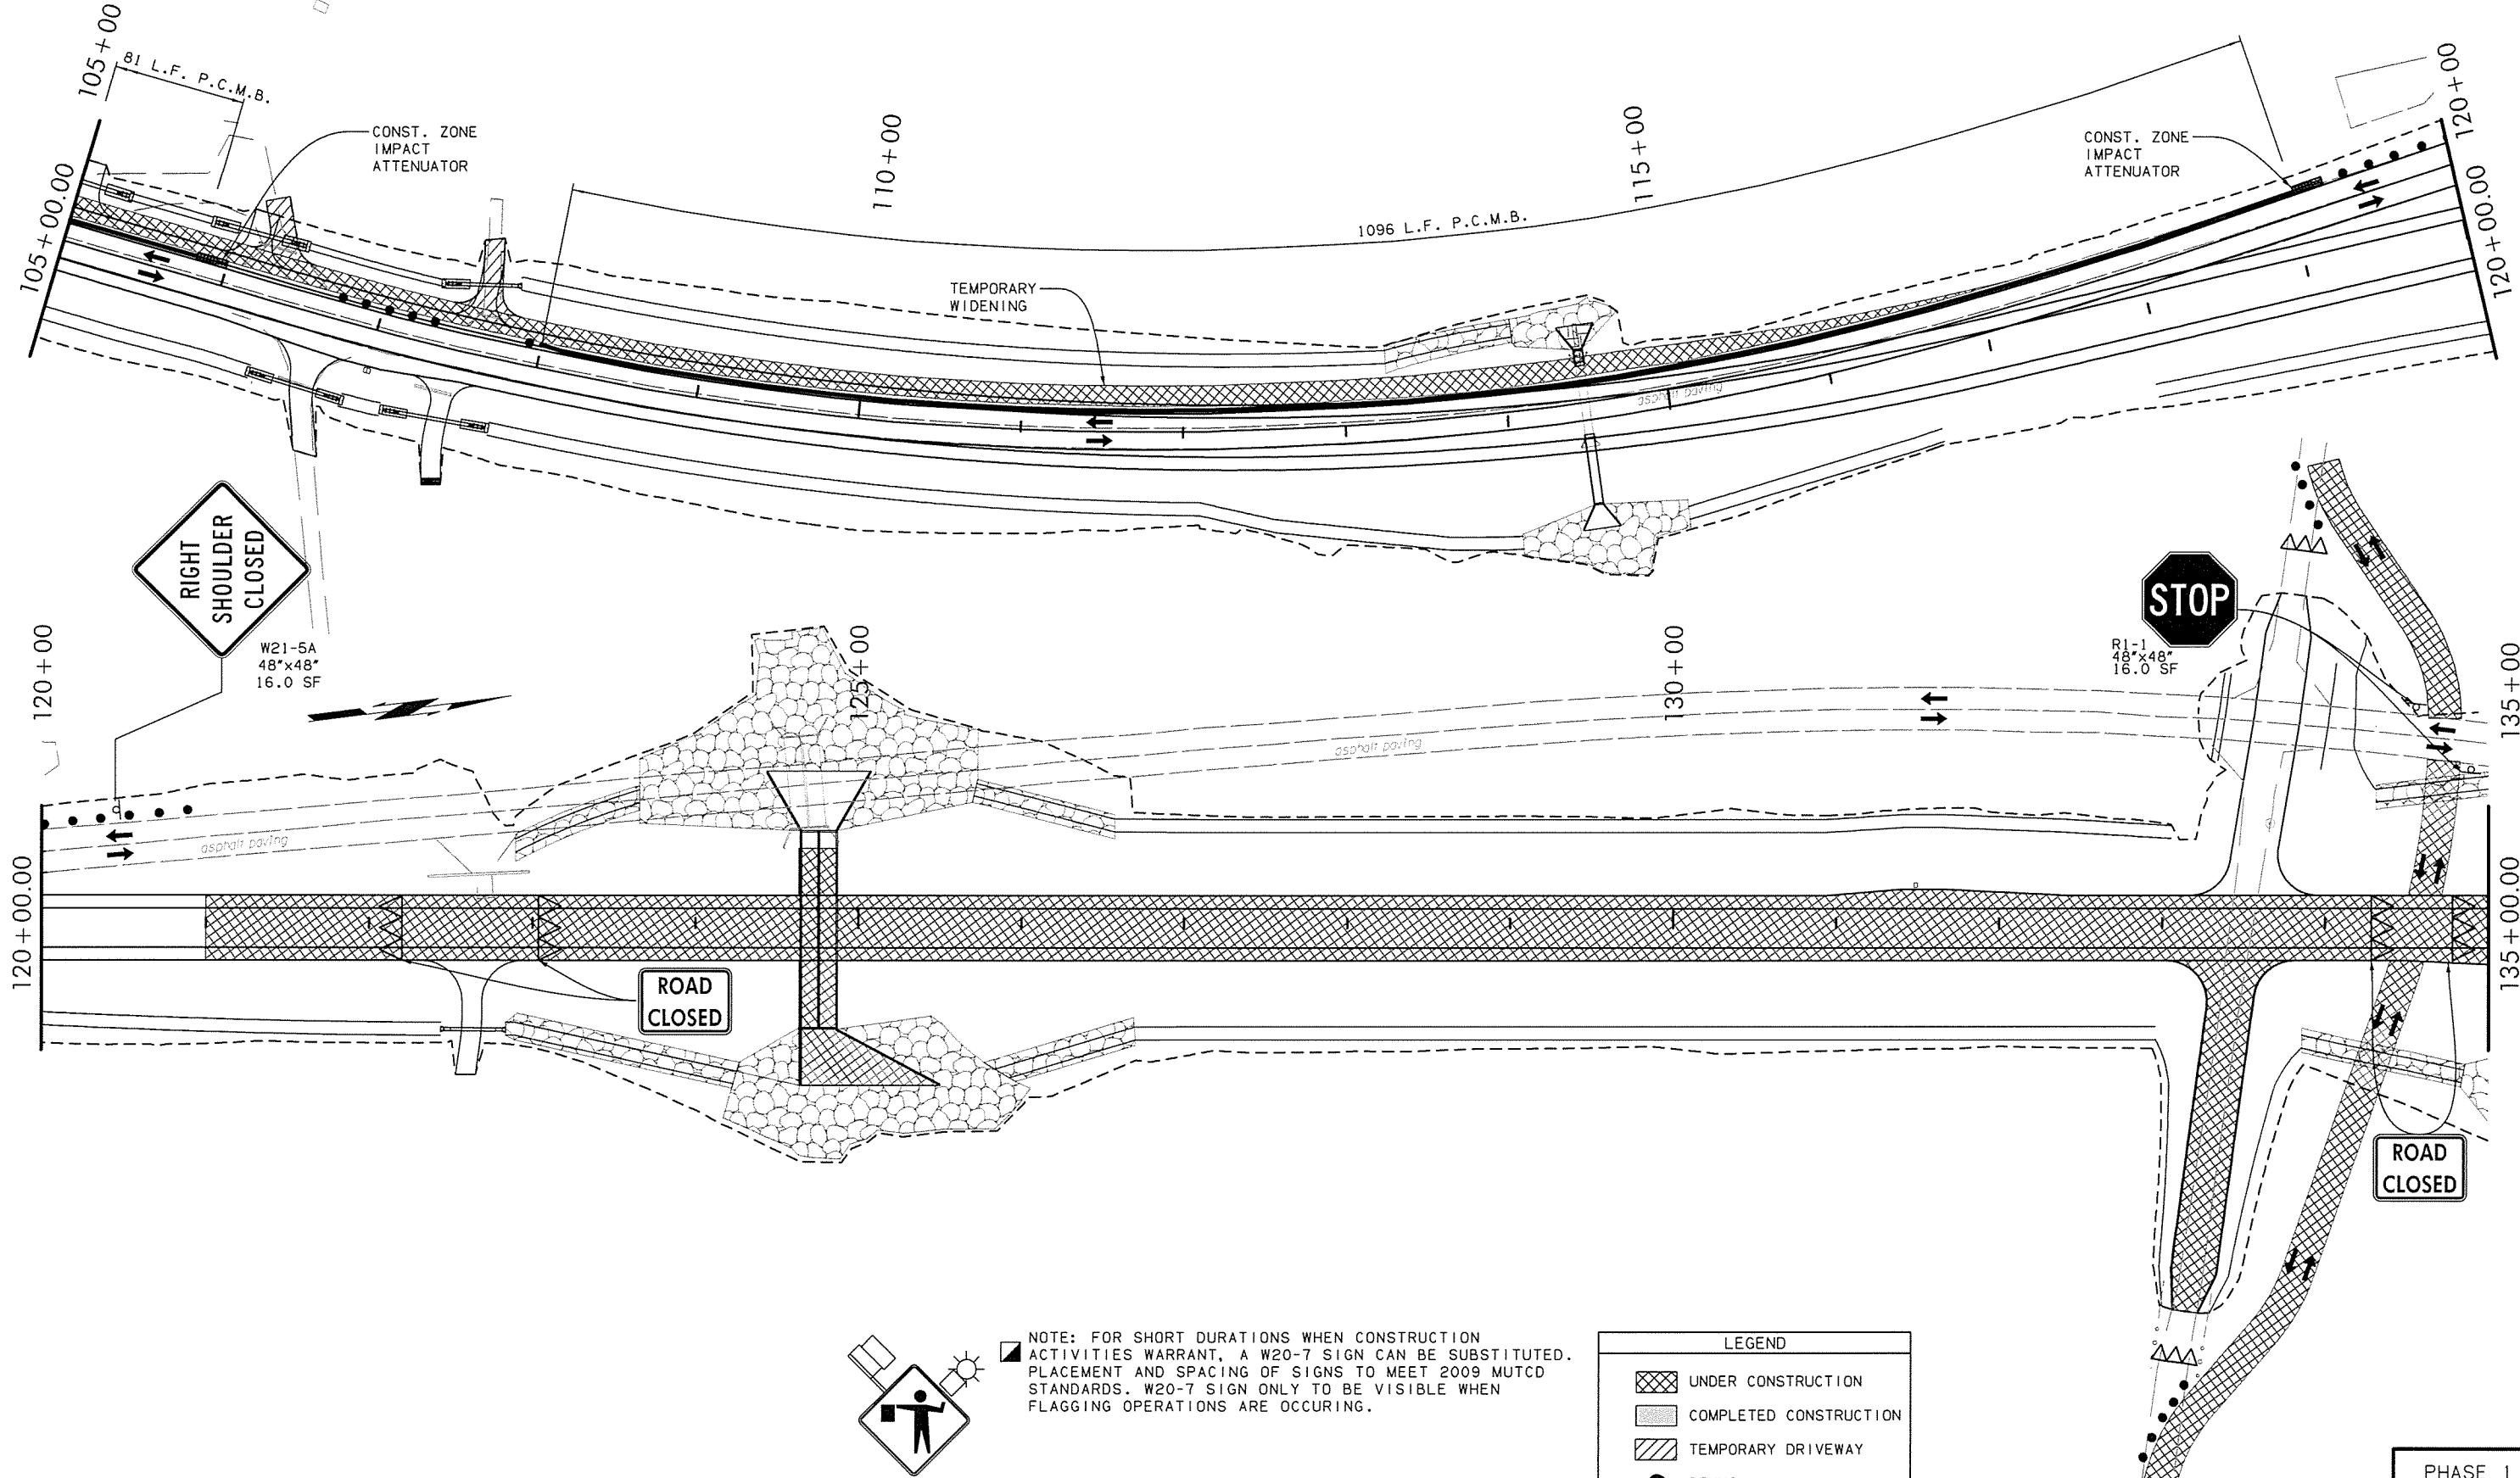 105+00
81 L.F. P.C.M.B.
CONST. ZONE
IMPACT
ATTENUATOR
110+00
115+00
1096 L.F. P.C.M.B.
CONST. ZONE
IMPACT
ATTENUATOR
120+00
105+00.00
120+00.00
TEMPORARY
WIDENING
asphalt paving
RIGHT
SHOULDER
CLOSED
W21-5A
48"x48"
16.0 SF
STOP
R1-1
48"x48"
16.0 SF
120+00
125+00
130+00
135+00
asphalt paving
asphalt paving
120+00.00
135+00.00
ROAD
CLOSED
ROAD
CLOSED
NOTE: FOR SHORT DURATIONS WHEN CONSTRUCTION
ACTIVITIES WARRANT, A W20-7 SIGN CAN BE SUBSTITUTED.
PLACEMENT AND SPACING OF SIGNS TO MEET 2009 MUTCD
STANDARDS. W20-7 SIGN ONLY TO BE VISIBLE WHEN
FLAGGING OPERATIONS ARE OCCURING.
LEGEND
UNDER CONSTRUCTION
COMPLETED CONSTRUCTION
TEMPORARY DRIVEWAY
PHASE 1